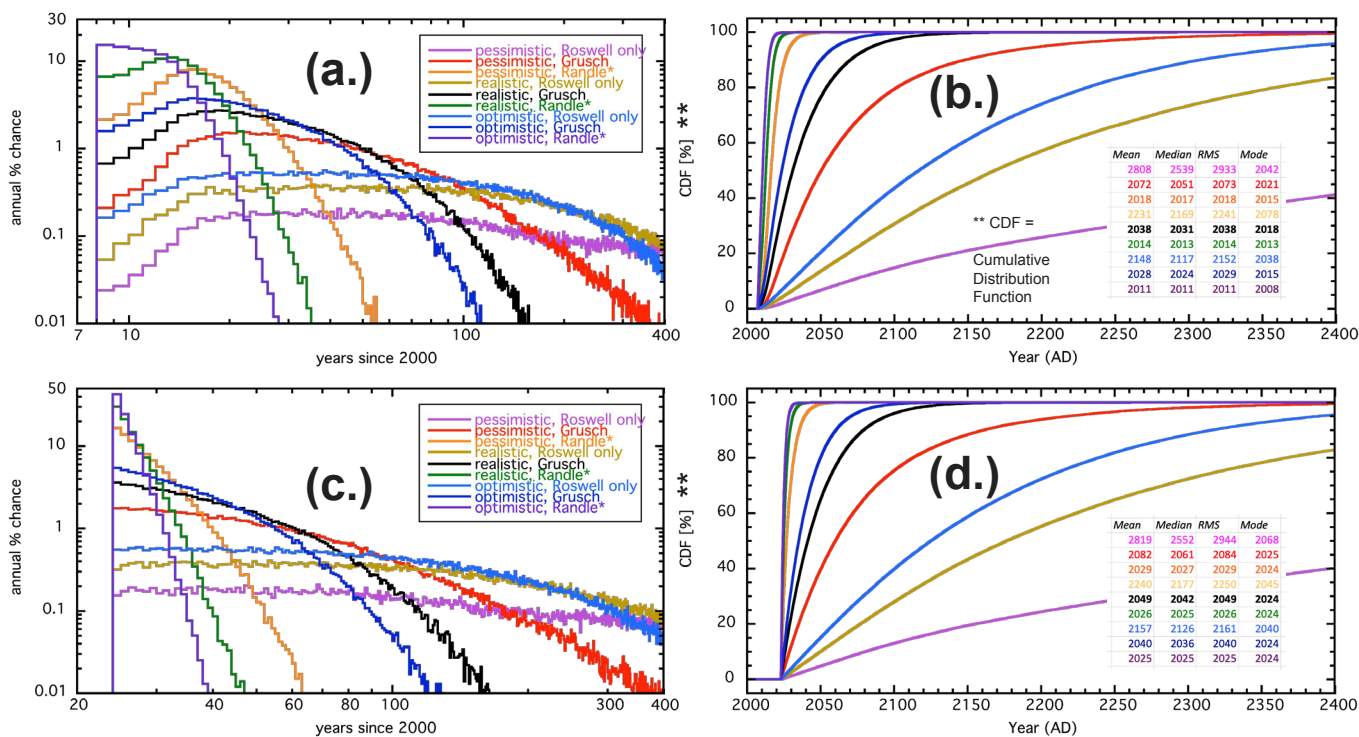 30
10
1
0.1
0.01
annual % chance
(a.)
pessimistic, Roswell only
pessimistic, Grusch
pessimistic, Randle*
realistic, Roswell only
realistic, Grusch
realistic, Randle*
optimistic, Roswell only
optimistic, Grusch
optimistic, Randle*
7 10 100 400
years since 2000
100
80
60
40
20
0
CDF [%] **
(b.)
Mean Median RMS Mode
2808 2539 2933 2042
2072 2051 2073 2021
2018 2017 2018 2015
2231 2169 2241 2078
2038 2031 2038 2018
2014 2013 2013 2013
2148 2117 2152 2038
2028 2024 2029 2015
2011 2011 2011 2008
** CDF =
Cumulative
Distribution
Function
2000 2050 2100 2150 2200 2250 2300 2350 2400
Year (AD)
50
10
1
0.1
0.01
annual % chance
(c.)
pessimistic, Roswell only
pessimistic, Grusch
pessimistic, Randle*
realistic, Roswell only
realistic, Grusch
realistic, Randle*
optimistic, Roswell only
optimistic, Grusch
optimistic, Randle*
20 40 60 80 100 200 300 400
years since 2000
100
80
60
40
20
0
CDF [%] **
(d.)
Mean Median RMS Mode
2819 2552 2944 2068
2082 2061 2084 2025
2029 2027 2029 2024
2240 2177 2250 2045
2049 2042 2049 2024
2026 2025 2026 2024
2157 2126 2161 2040
2040 2036 2040 2024
2025 2025 2025 2024
2000 2050 2100 2150 2200 2250 2300 2350 2400
Year (AD)